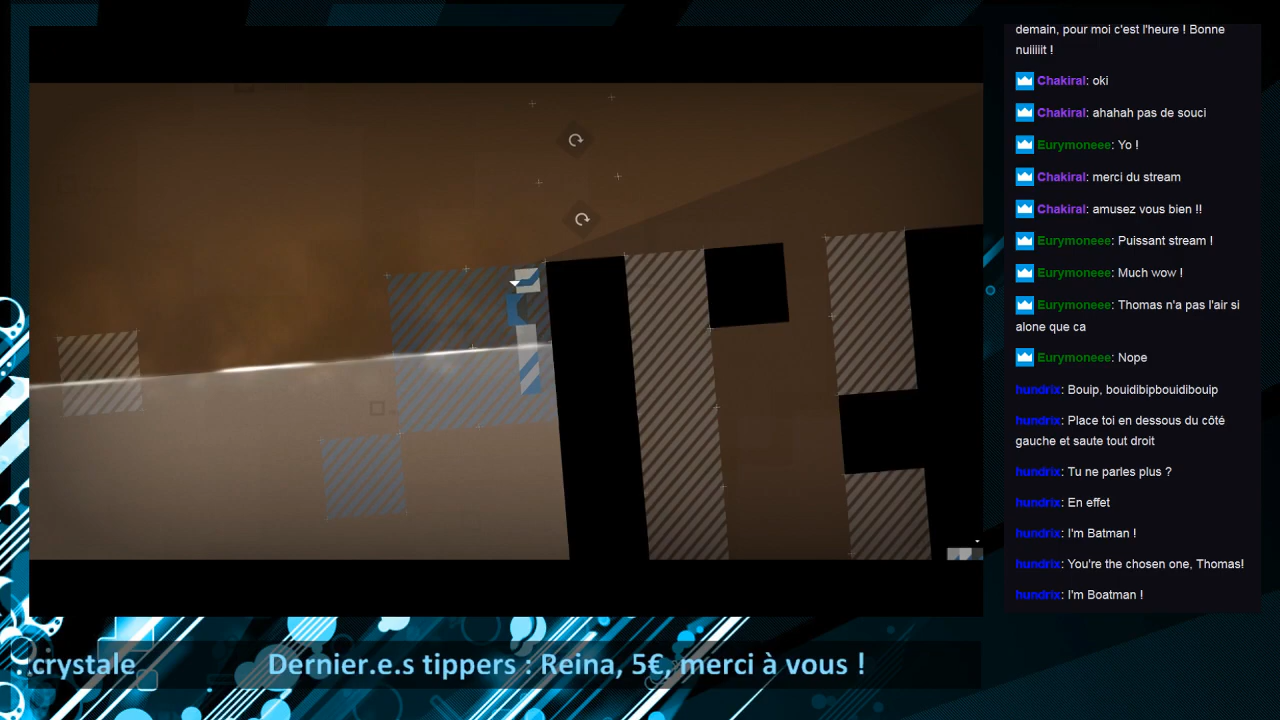 demain, pour moi c'est l'heure ! Bonne
nuiiiiit !
Chakiral: oki
Chakiral: ahahah pas de souci
Eurymoneee: Yo !
Chakiral: merci du stream
Chakiral: amusez vous bien !!
Eurymoneee: Puissant stream !
Eurymoneee: Much wow !
Eurymoneee: Thomas n'a pas l'air si
alone que ca
Eurymoneee: Nope
hundrix: Bouip, bouidibipbouidibouip
hundrix: Place toi en dessous du côté
gauche et saute tout droit
hundrix: Tu ne parles plus ?
hundrix: En effet
hundrix: I'm Batman !
hundrix: You're the chosen one, Thomas!
hundrix: I'm Boatman !
crystale Dernier.e.s tippers : Reina, 5€, merci à vous !